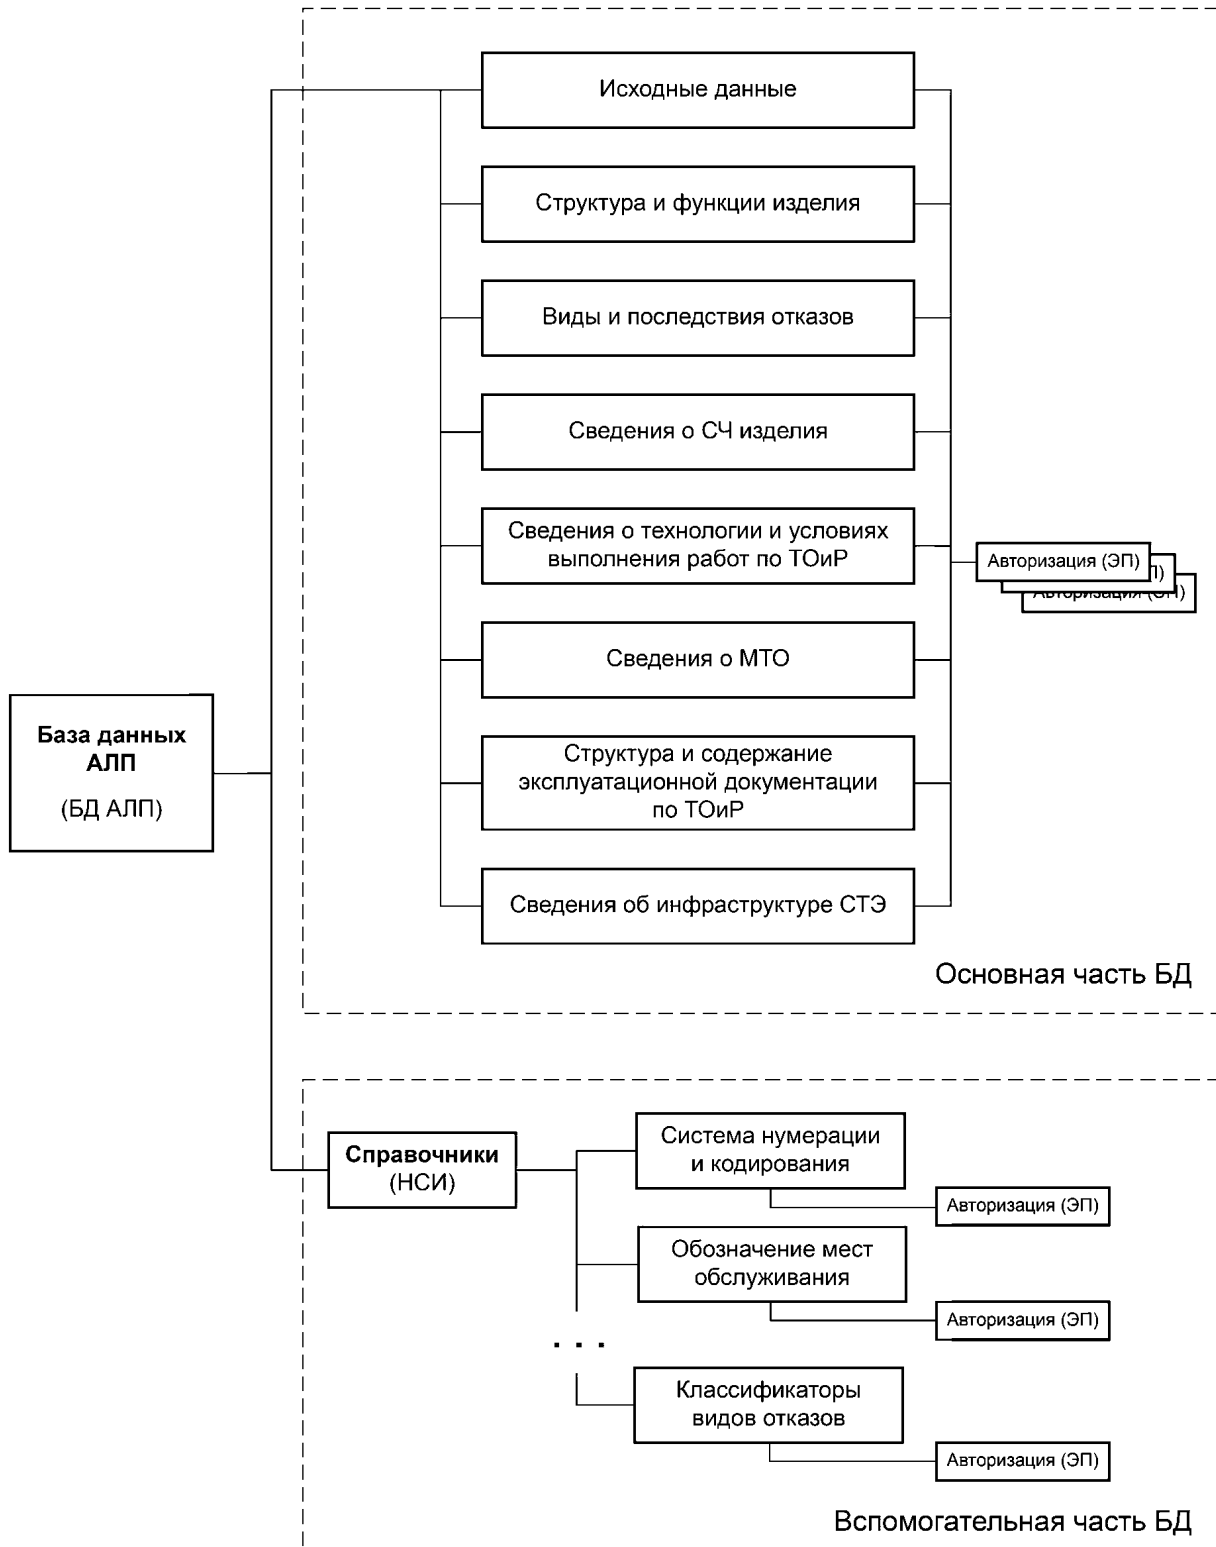 Исходные данные
Структура и функции изделия
Виды и последствия отказов
Сведения о СЧ изделия
Сведения о технологии и условиях
выполнения работ по ТОиР
Авторизация (ЭП)
Сведения о МТО
База данных
АЛП
(БД АЛП)
Структура и содержание
эксплуатационной документации
по ТОиР
Сведения об инфраструктуре СТЭ
Основная часть БД
Справочники
(НСИ)
Система нумерации
и кодирования
Авторизация (ЭП)
Обозначение мест
обслуживания
Авторизация (ЭП)
. . .
Классификаторы
видов отказов
Авторизация (ЭП)
Вспомогательная часть БД